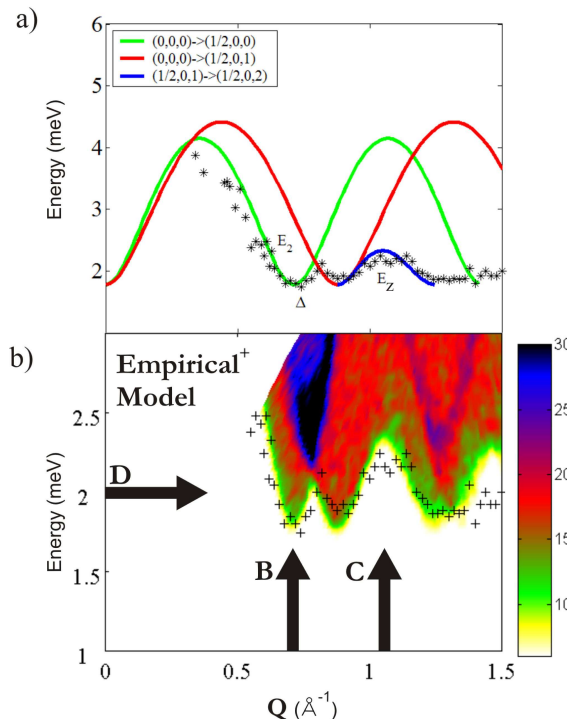 a)
6
5
4
3
2
Energy (meV)
(0,0,0)->(1/2,0,0)
(0,0,0)->(1/2,0,1)
(1/2,0,1)->(1/2,0,2)
E2
Δ
EZ
b)
Empirical
Model
2.5
2
1.5
1
Energy (meV)
D
B
C
0
0.5
1
1.5
Q (Å-1)
30
25
20
15
10